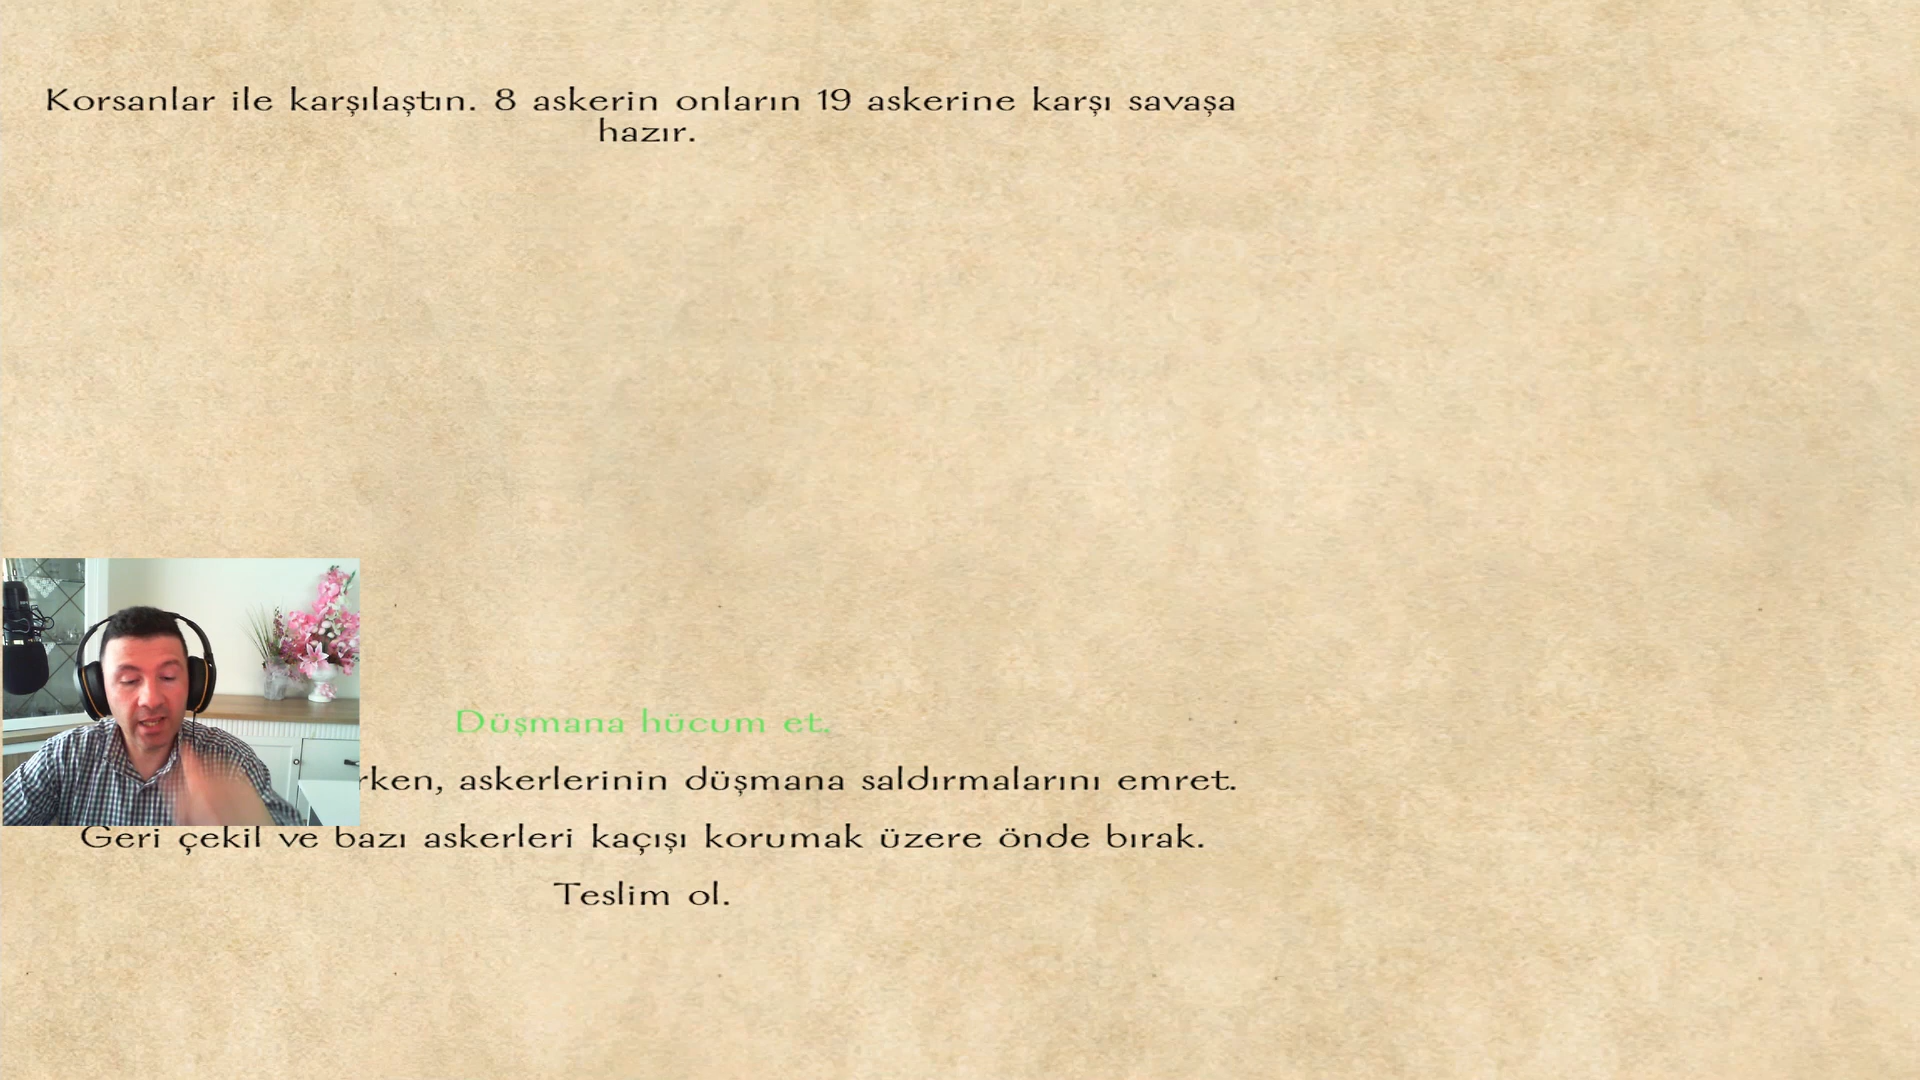 Korsanlar ile karşılaştın. 8 askerin onların 19 askerine karşı savaşa
hazır.
Düşmana hücum et.
askerlerinin düşmana saldırmalarını emret.
Geri çekil ve bazı askerleri kaçışı korumak üzere önde bırak.
Teslim ol.